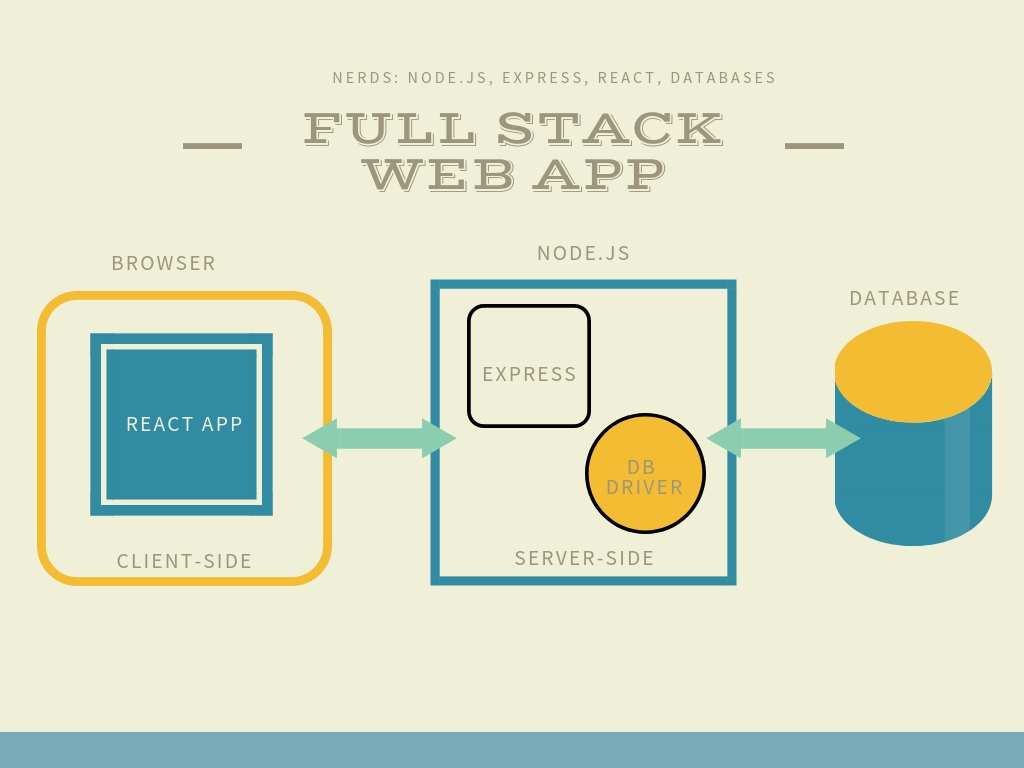 NERDS: NODE.JS, EXPRESS, REACT, DATABASES
FULL STACK
WEB APP
BROWSER
REACT APP
CLIENT-SIDE
NODE.JS
EXPRESS
DB
DRIVER
SERVER-SIDE
DATABASE